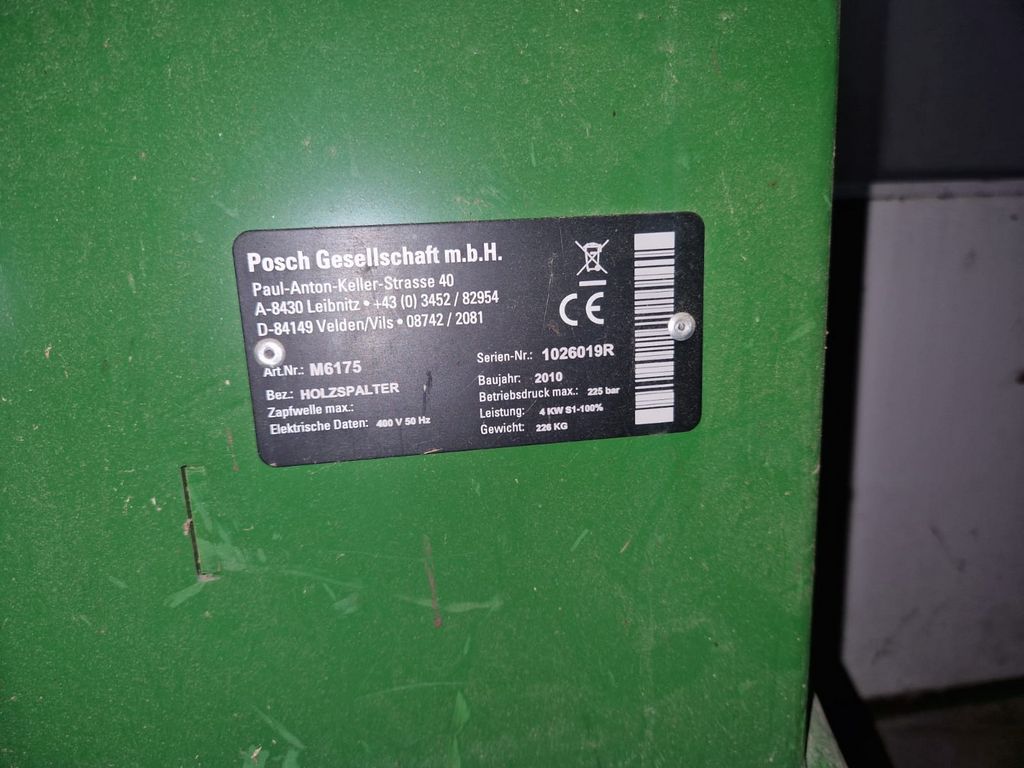 Posch Gesellschaft m.b.H.
Paul-Anton-Keller-Strasse 40
A-8430 Leibnitz • +43 (0) 3452 / 82954
D-84149 Velden/Vils • 08742 / 2081
CE
Art.Nr.: M6175
Serien-Nr.: 1026019R
Bez.: HOLZSPALTER
Baujahr: 2010
Zapfwelle max.:
Betriebsdruck max.: 225 bar
Elektrische Daten: 400 V 50 Hz
Leistung: 4 KW S1-100%
Gewicht: 226 KG